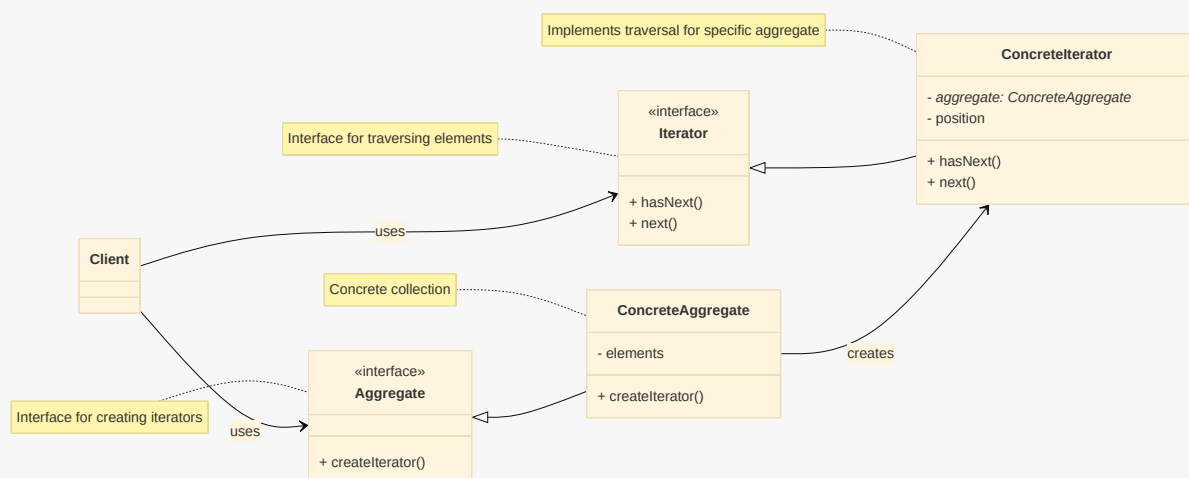 Implements traversal for specific aggregate
ConcreteIterator
- aggregate: ConcreteAggregate
- position
+ hasNext()
+ next()
«interface»
Iterator
+ hasNext()
+ next()
Interface for traversing elements
uses
Client
Concrete collection
ConcreteAggregate
- elements
+ createIterator()
creates
«interface»
Aggregate
+ createIterator()
Interface for creating iterators
uses